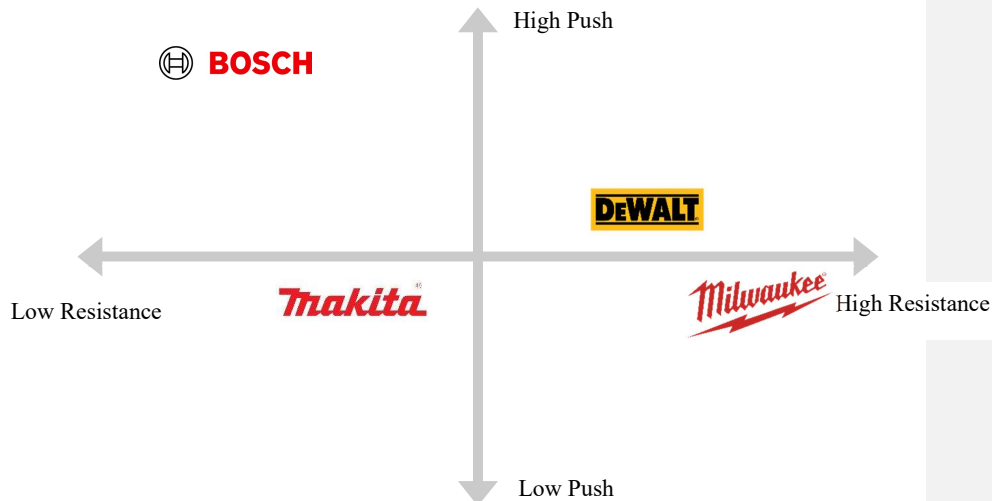 High Push
BOSCH
DEWALT
Low Resistance
makita
Milwaukee
High Resistance
Low Push